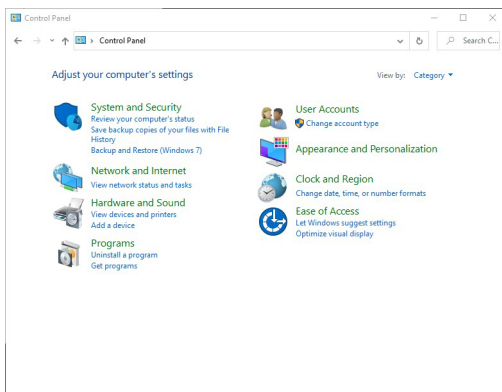 Control Panel
Control Panel
Search C...
Adjust your computer's settings
View by: Category
System and Security
Review your computer's status
Save backup copies of your files with File
History
Backup and Restore (Windows 7)
Network and Internet
View network status and tasks
Hardware and Sound
View devices and printers
Add a device
Programs
Uninstall a program
Get programs
User Accounts
Change account type
Appearance and Personalization
Clock and Region
Change date, time, or number formats
Ease of Access
Let Windows suggest settings
Optimize visual display